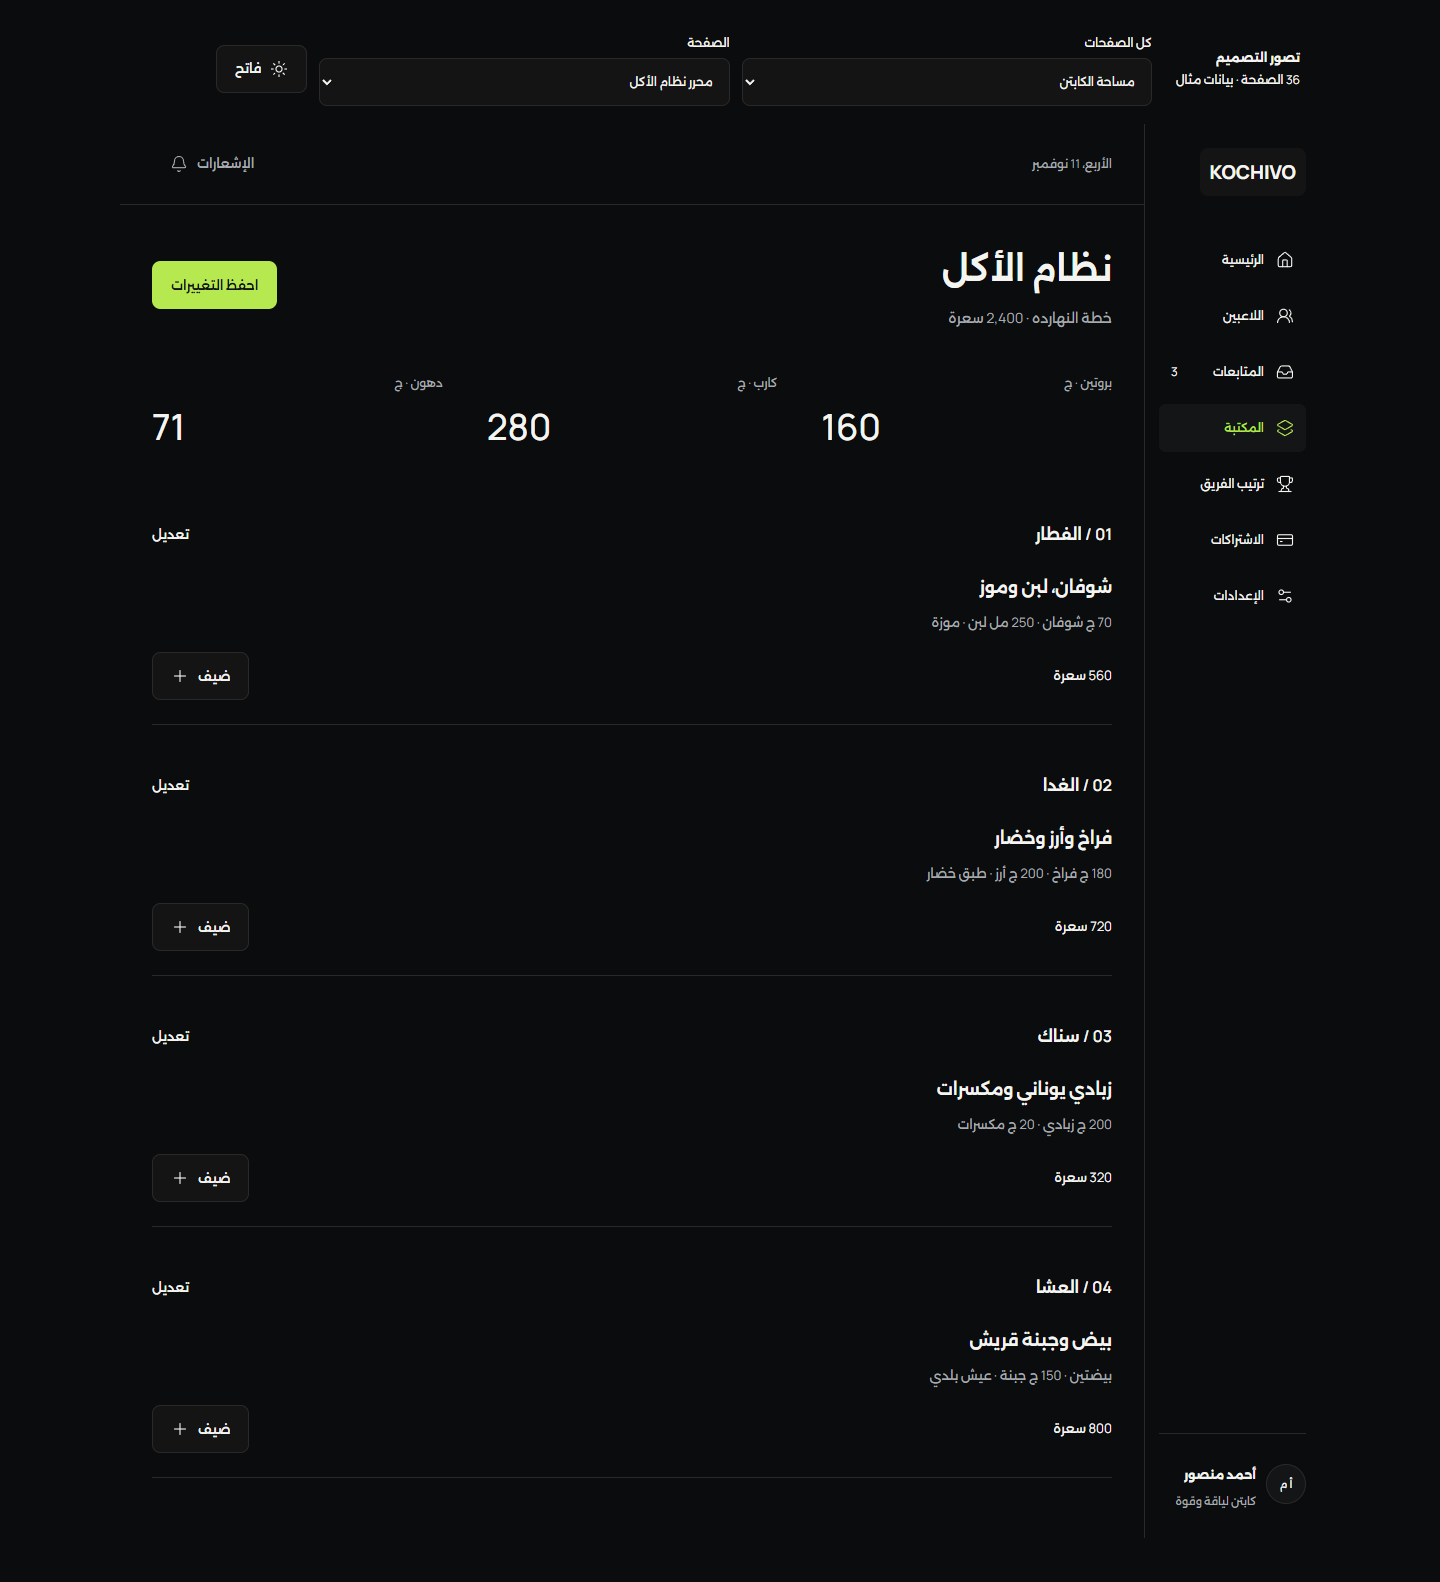 تصور التصميم
36 الصفحة · بيانات مثال
كل الصفحات
مساحة الكابتن
الصفحة
محرر نظام الأكل
فاتح
KOCHIVO
الرئيسية
اللاعبين
المتابعات 3
المكتبة
ترتيب الفريق
الاشتراكات
الإعدادات
أ م
أحمد منصور
كابتن لياقة وقوة
الأربع، 11 نوفمبر
الإشعارات
نظام الأكل
خطة النهارده · 2,400 سعرة
احفظ التغييرات
بروتين · ج
160
كارب · ج
280
دهون · ج
71
01 / الفطار
تعديل
شوفان، لبن وموز
70 ج شوفان · 250 مل لبن · موزة
560 سعرة
ضيف
02 / الغدا
تعديل
فراخ وأرز وخضار
180 ج فراخ · 200 ج أرز · طبق خضار
720 سعرة
ضيف
03 / سناك
تعديل
زبادي يوناني ومكسرات
200 ج زبادي · 20 ج مكسرات
320 سعرة
ضيف
04 / العشا
تعديل
بيض وجبنة قريش
بيضتين · 150 ج جبنة · عيش بلدي
800 سعرة
ضيف